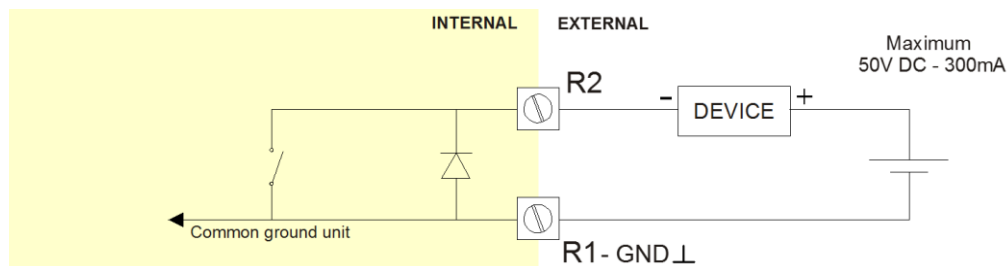 INTERNAL EXTERNAL
Maximum
50V DC - 300mA
R2
- DEVICE +
Common ground unit
R1- GND ⊥